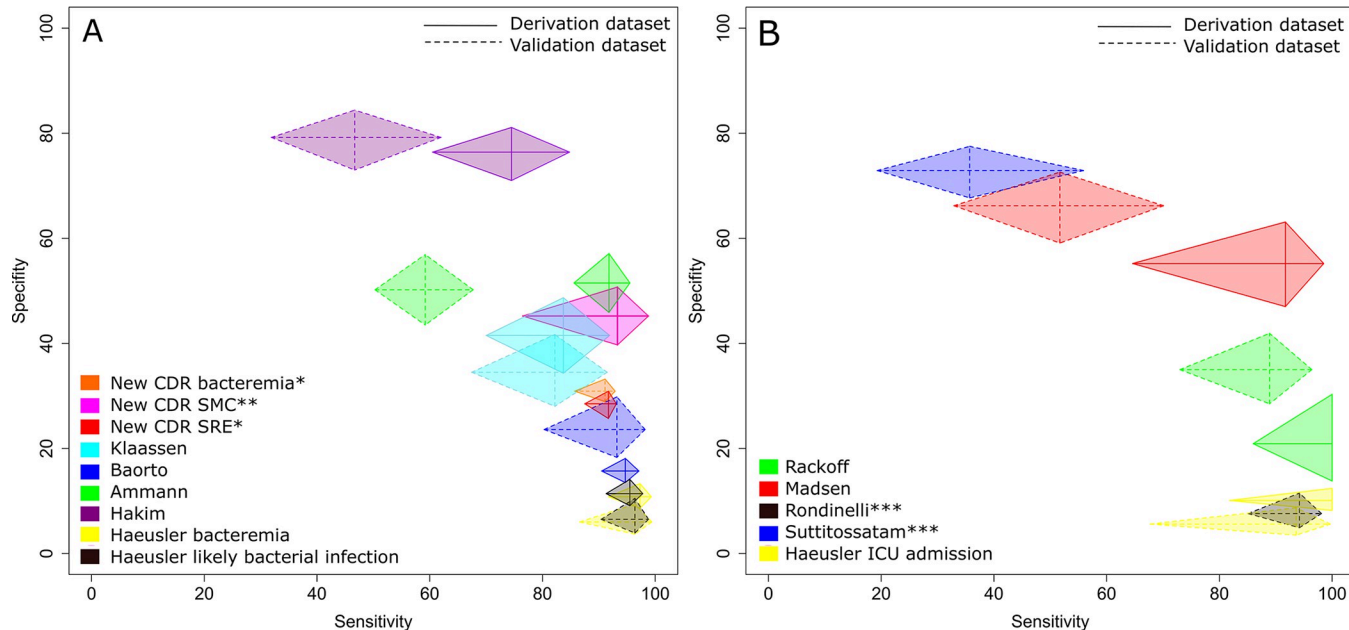 A
Derivation dataset
Validation dataset
Specifity
100
80
60
40
20
0
New CDR bacteremia*
New CDR SMC**
New CDR SRE*
Klaassen
Baorto
Ammann
Hakim
Haeusler bacteremia
Haeusler likely bacterial infection
0 20 40 60 80 100
Sensitivity
B
Derivation dataset
Validation dataset
Specifity
100
80
60
40
20
0
Rackoff
Madsen
Rondinelli***
Suttitossatam***
Haeusler ICU admission
0 20 40 60 80 100
Sensitivity